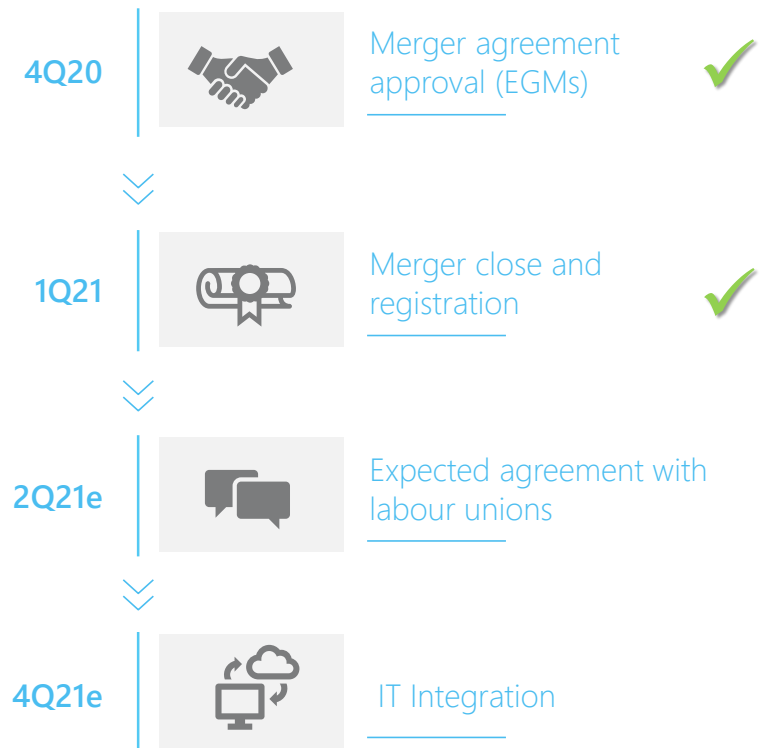 4Q20
Merger agreement
approval (EGMs)
1Q21
Merger close and
registration
2Q21e
Expected agreement with
labour unions
4Q21e
IT Integration